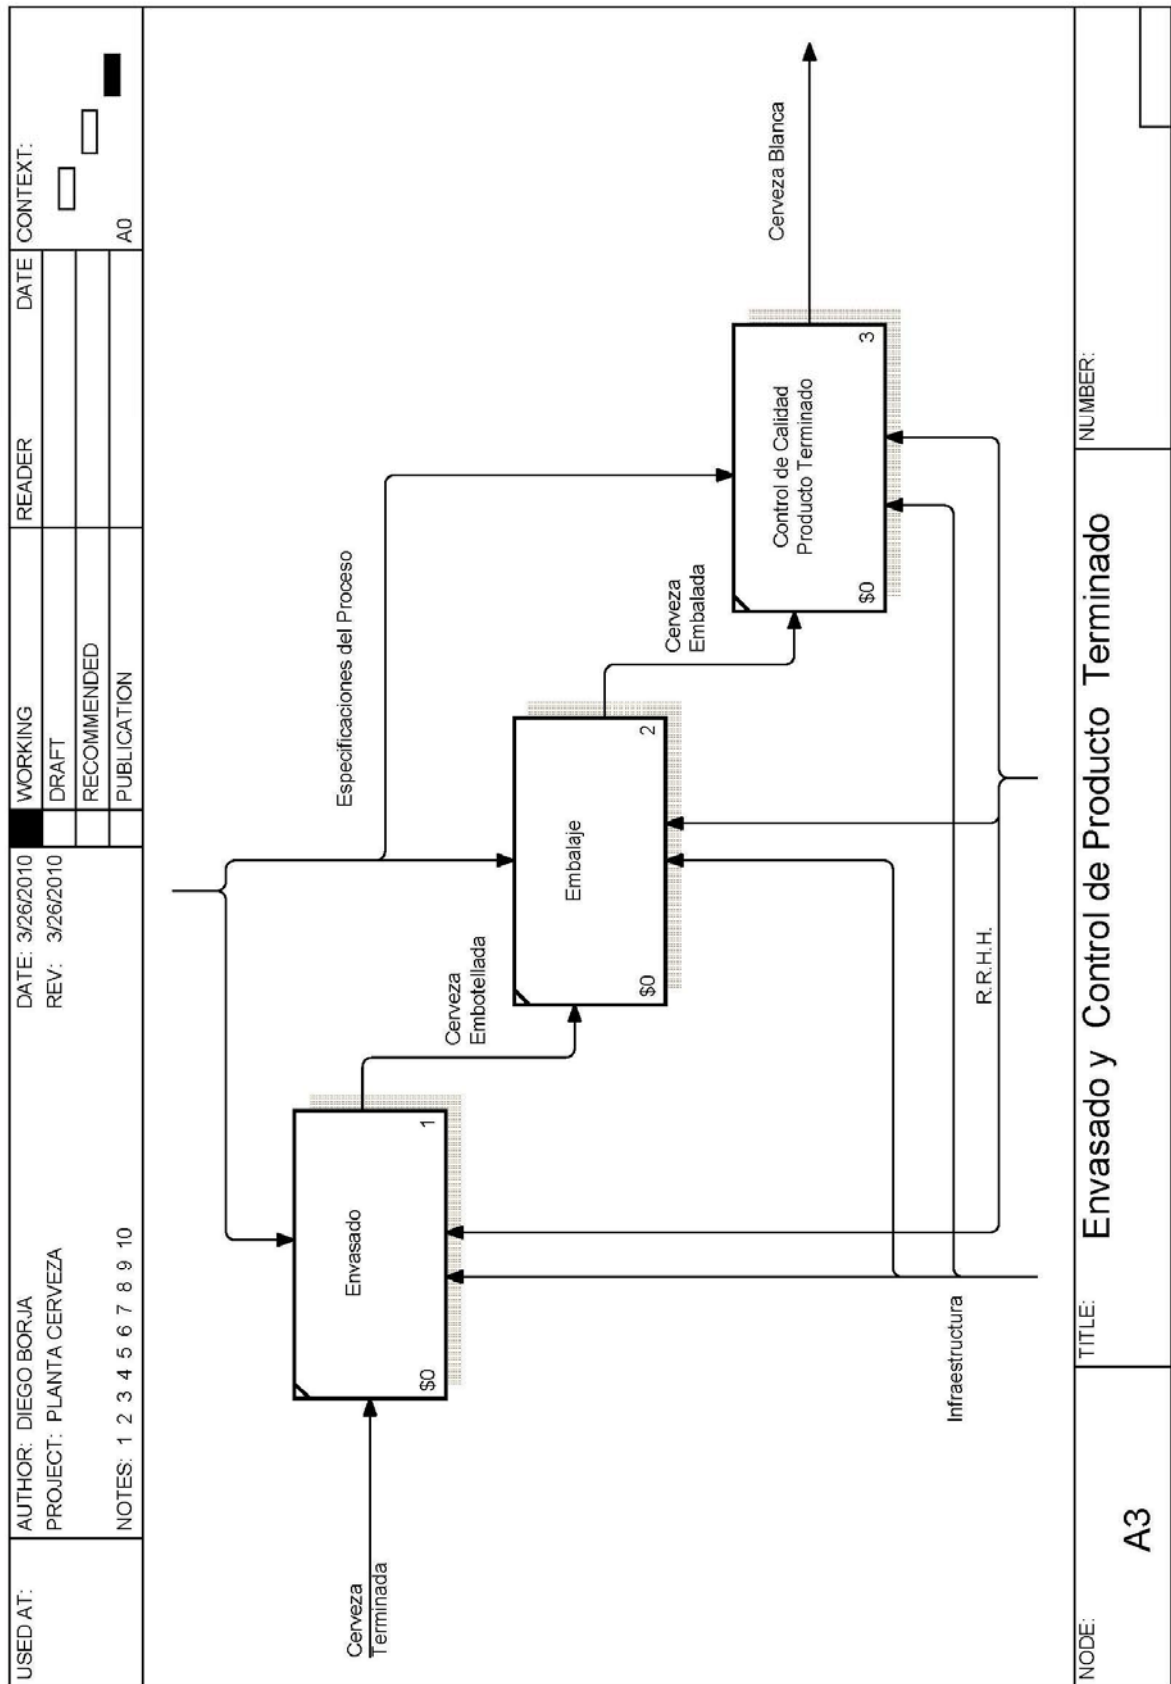 USED AT:
AUTHOR: DIEGO BORJA
PROJECT: PLANTA CERVEZA
NOTES: 1 2 3 4 5 6 7 8 9 10
DATE: 3/26/2010
REV: 3/26/2010
WORKING
DRAFT
RECOMMENDED
PUBLICATION
READER
DATE
CONTEXT:
A0
Especificaciones del Proceso
Cerveza
Terminada
Envasado
$0
1
Cerveza
Embotellada
Embalaje
$0
2
Cerveza
Embalada
Control de Calidad
Producto Terminado
$0
3
Cerveza Blanca
Infraestructura
R.R.H.H.
NODE:
A3
TITLE:
Envasado y Control de Producto Terminado
NUMBER: